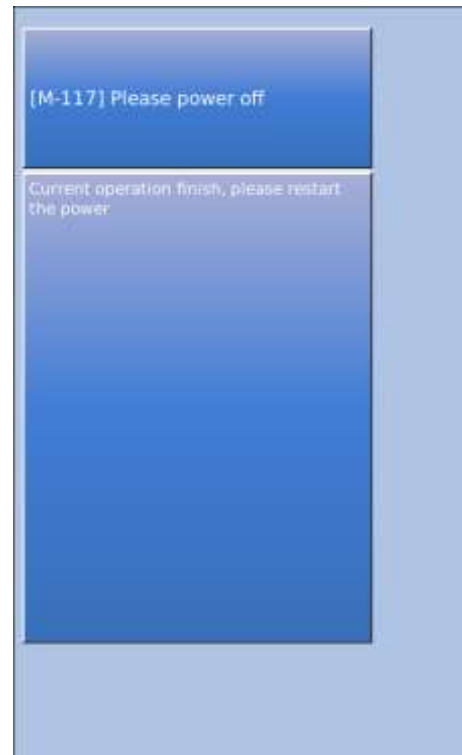 [M-117] Please power off
Current operation finish, please restart
the power